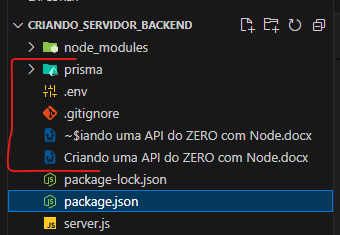 CRIANDO_SERVIDOR_BACKEND
node_modules
prisma
.env
.gitignore
~$iando uma API do ZERO com Node.docx
Criando uma API do ZERO com Node.docx
package-lock.json
package.json
server.js